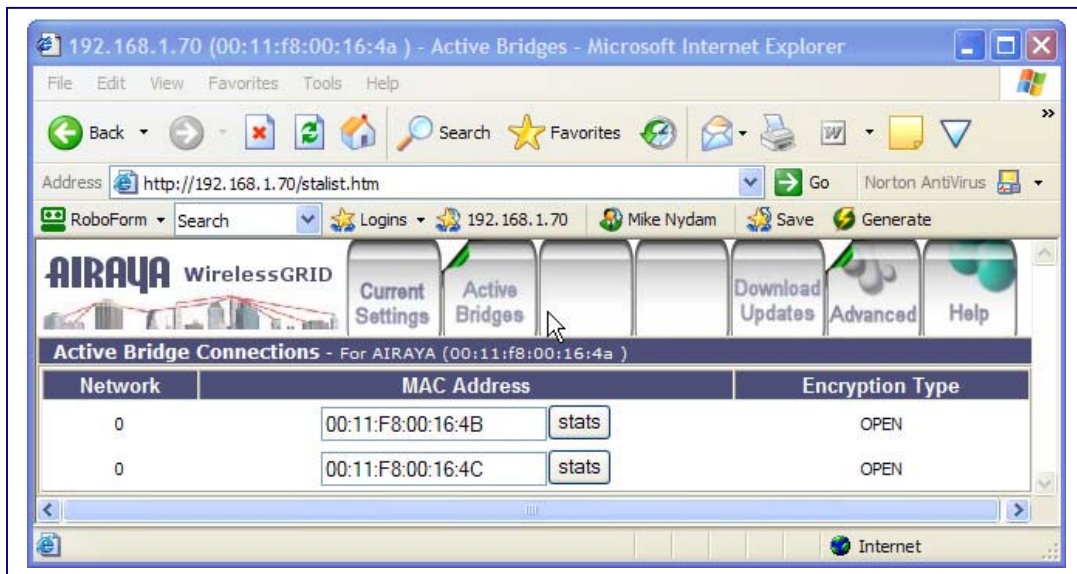 192.168.1.70 (00:11:f8:00:16:4a ) - Active Bridges - Microsoft Internet Explorer
File Edit View Favorites Tools Help
Back Search Favorites
Address http://192.168.1.70/stalist.htm Go Norton AntiVirus
RoboForm Search Logins 192.168.1.70 Mike Nydam Save Generate
AIRAYA WirelessGRID
Current Settings
Active Bridges
Download Updates
Advanced
Help
Active Bridge Connections - For AIRAYA (00:11:f8:00:16:4a )
Network MAC Address Encryption Type
0 00:11:F8:00:16:4B stats OPEN
0 00:11:F8:00:16:4C stats OPEN
Internet